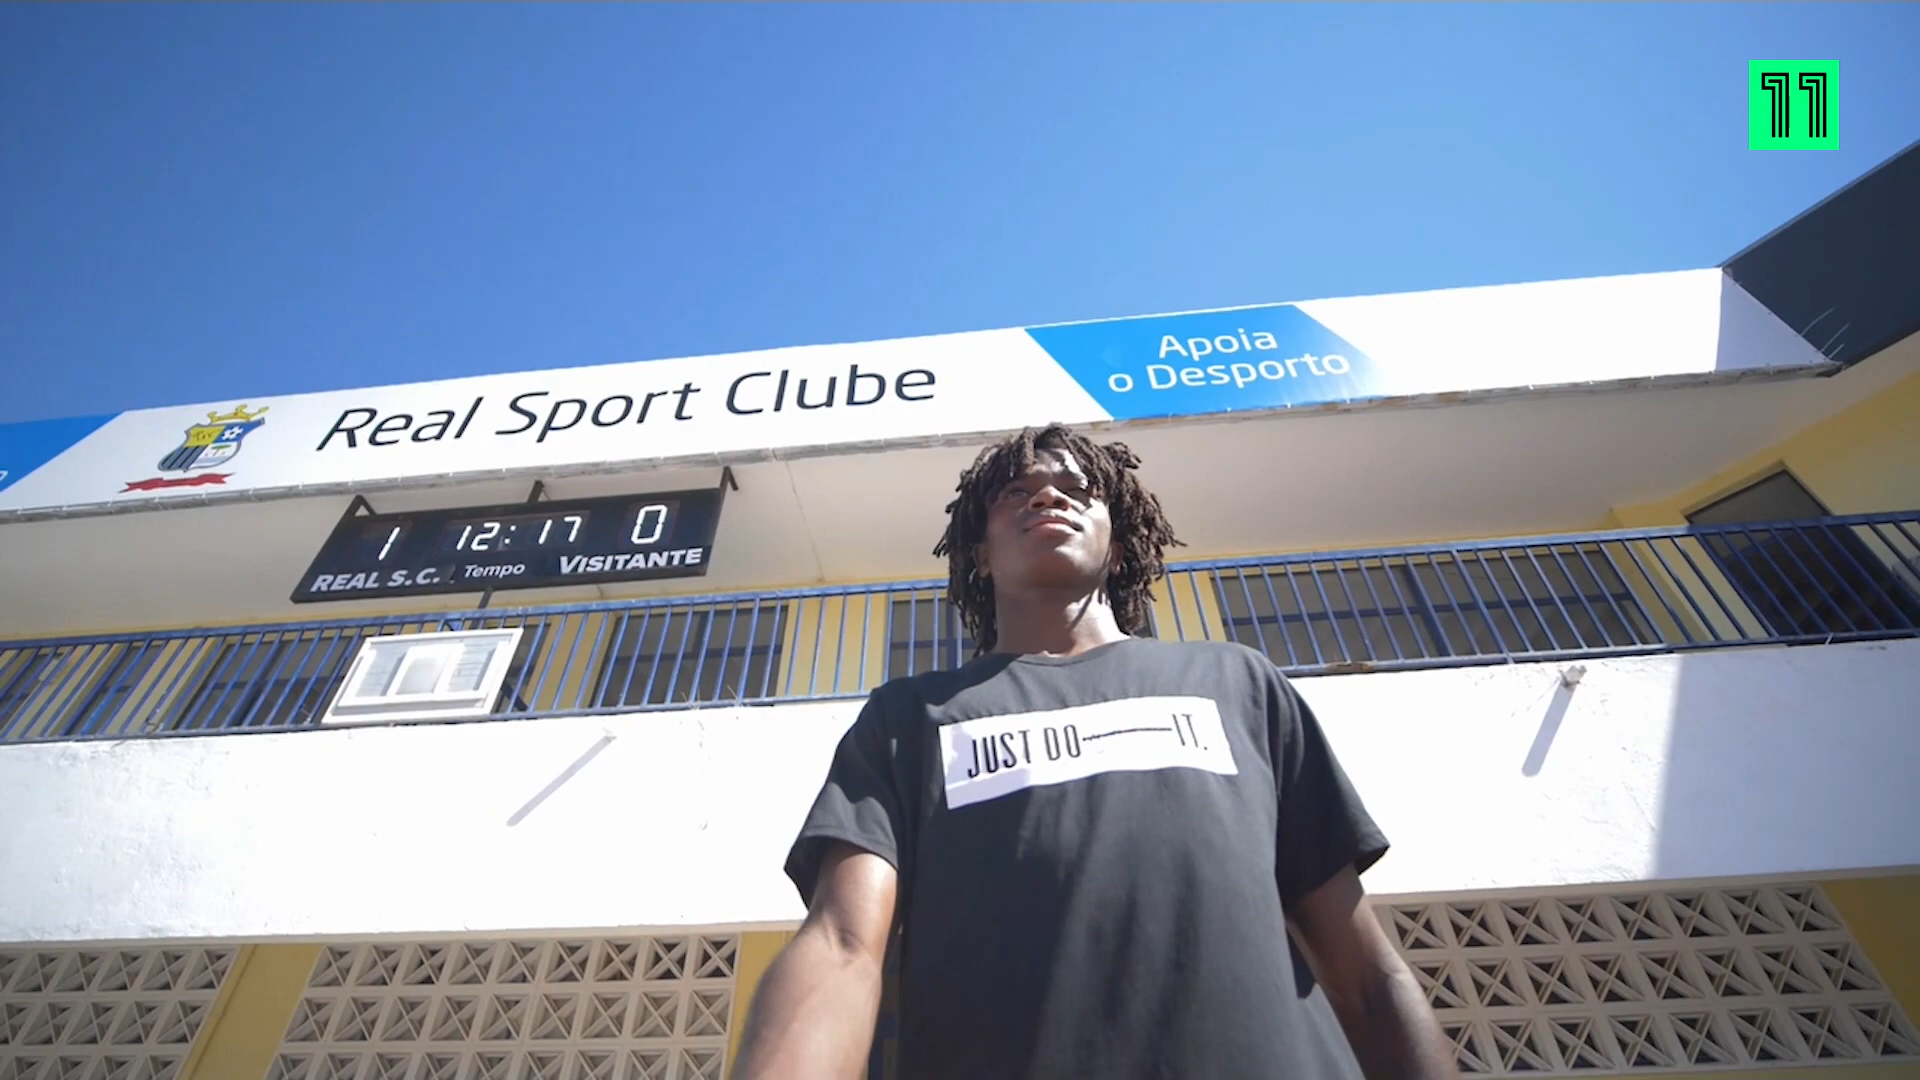 11
Real Sport Clube
Apoia
o Desporto
1 12:17 0
REAL S.C. Tempo VISITANTE
JUST DO IT.